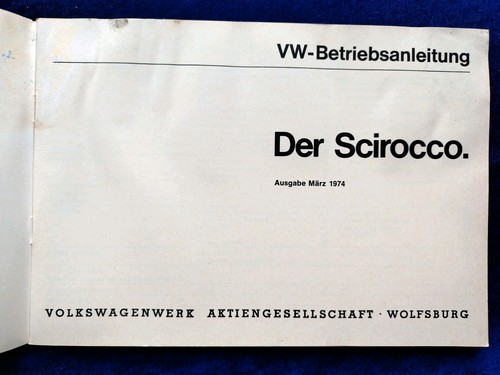 VW-Betriebsanleitung
Der Scirocco.
Ausgabe März 1974
VOLKSWAGENWERK AKTIENGESELLSCHAFT · WOLFSBURG